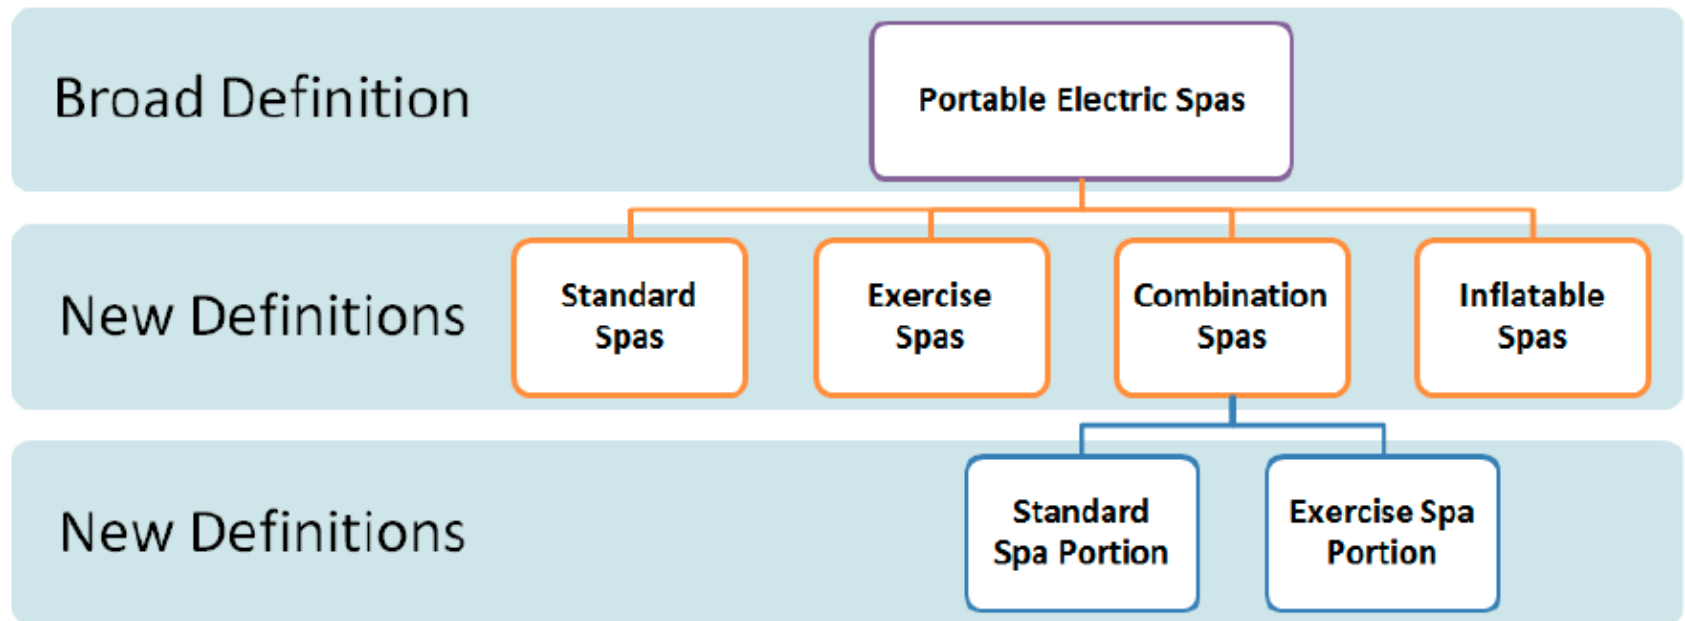 Broad Definition
Portable Electric Spas
New Definitions
Standard
Spas
Exercise
Spas
Combination
Spas
Inflatable
Spas
New Definitions
Standard
Spa Portion
Exercise Spa
Portion